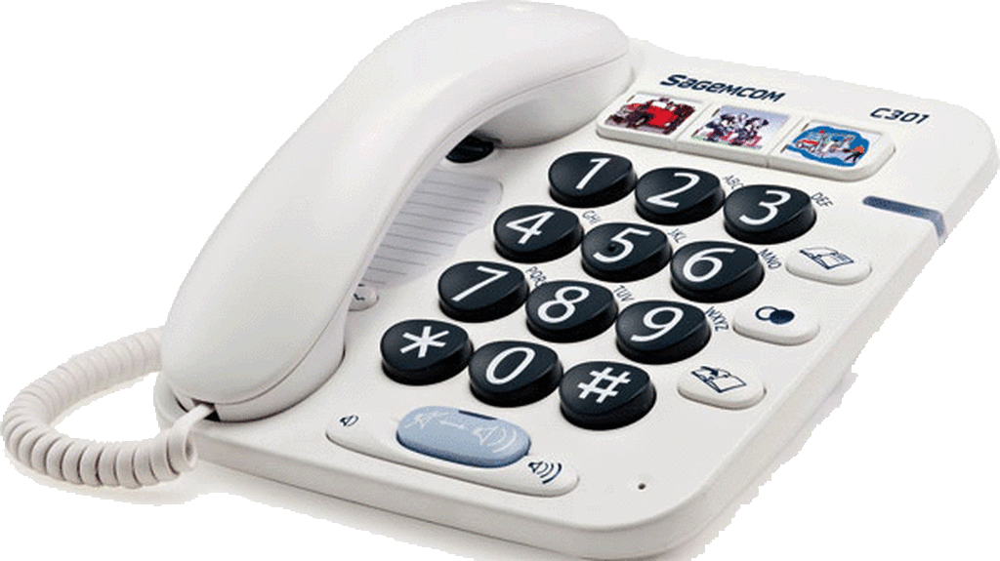 SAGEMCOM
C301
1
2 ABC
3 DEF
4 GHI
5 JKL
6 MNO
7 PQRS
8 TUV
9 WXYZ
*
0
#